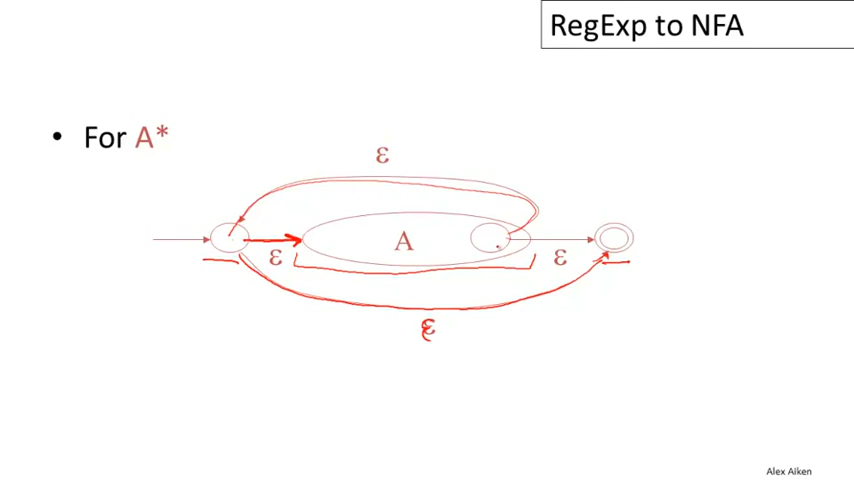 RegExp to NFA
• For A*
ε
A
ε
ε
ε
Alex Aiken